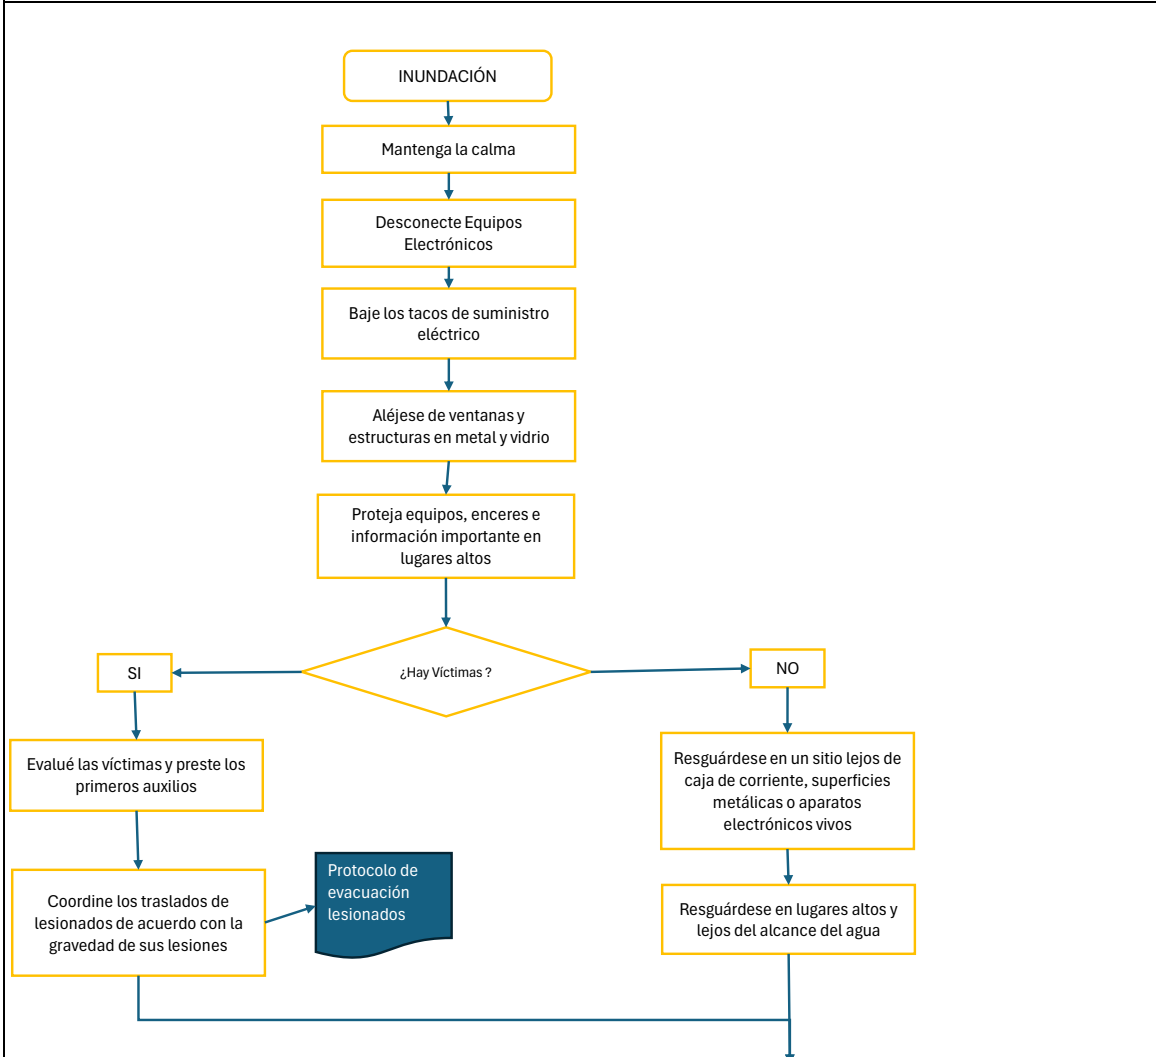 INUNDACIÓN
Mantenga la calma
Desconecte Equipos
Electrónicos
Baje los tacos de suministro
eléctrico
Aléjese de ventanas y
estructuras en metal y vidrio
Proteja equipos, enceres e
información importante en
lugares altos
¿Hay Víctimas ?
SI
NO
Evalué las víctimas y preste los
primeros auxilios
Resguárdese en un sitio lejos de
caja de corriente, superficies
metálicas o aparatos
electrónicos vivos
Coordine los traslados de
lesionados de acuerdo con la
gravedad de sus lesiones
Protocolo de
evacuación
lesionados
Resguárdese en lugares altos y
lejos del alcance del agua